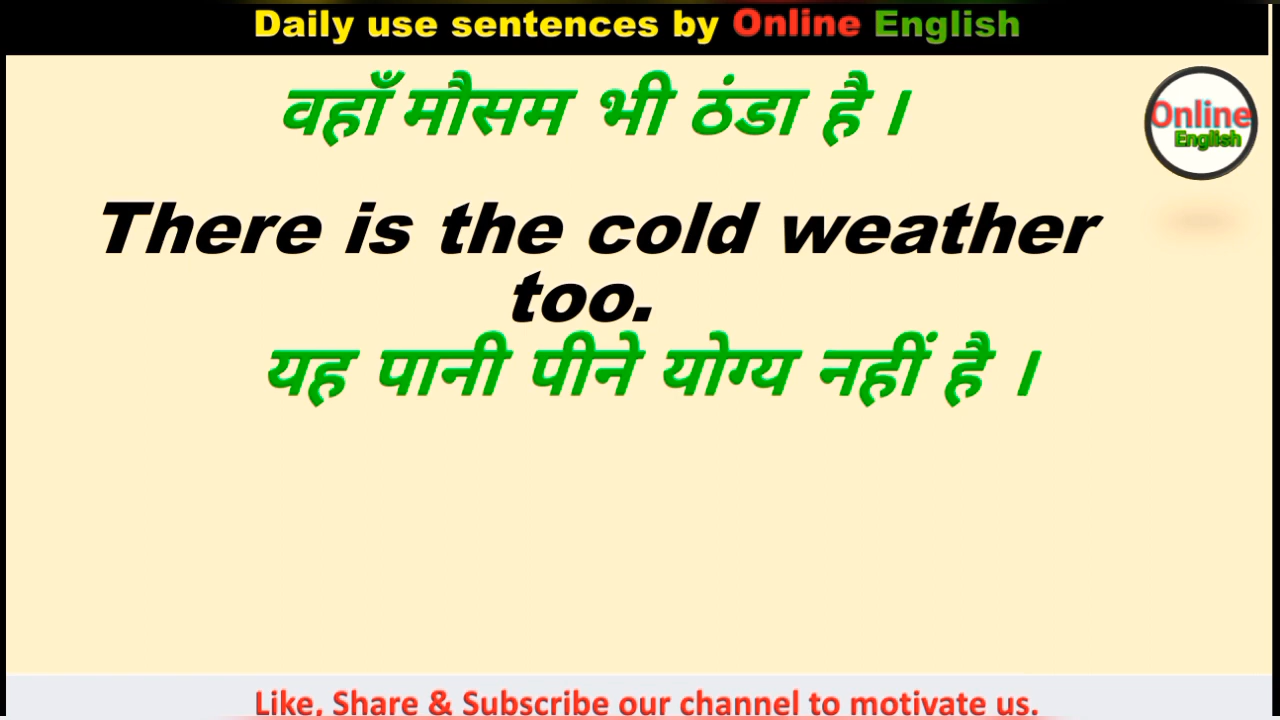 Daily use sentences by Online English
वहाँ मौसम भी ठंडा है ।
Online
English
There is the cold weather
too.
यह पानी पीने योग्य नहीं है ।
Like, Share & Subscribe our channel to motivate us.